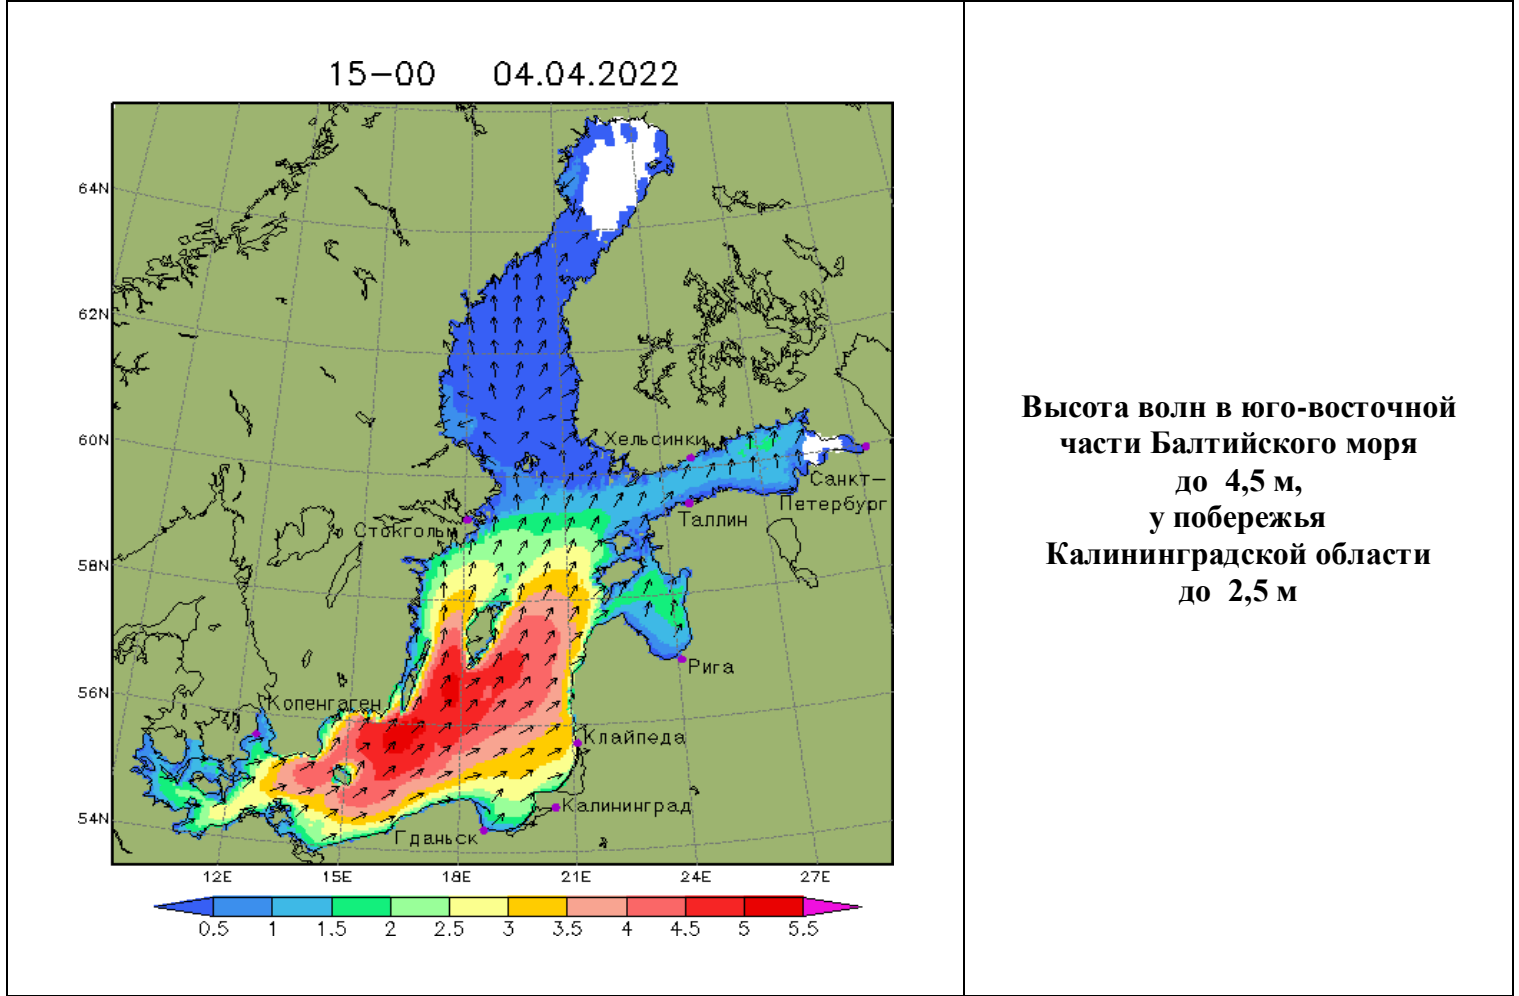 15-00 04.04.2022
64N
62N
60N
58N
56N
54N
Хельсинки
Санкт-
Петербург
Таллин
Стокгольм
Рига
Копенгаген
Клайпеда
Калининград
Гданьск
12E 15E 18E 21E 24E 27E
0.5 1 1.5 2 2.5 3 3.5 4 4.5 5 5.5
Высота волн в юго-восточной
части Балтийского моря
до 4,5 м,
у побережья
Калининградской области
до 2,5 м